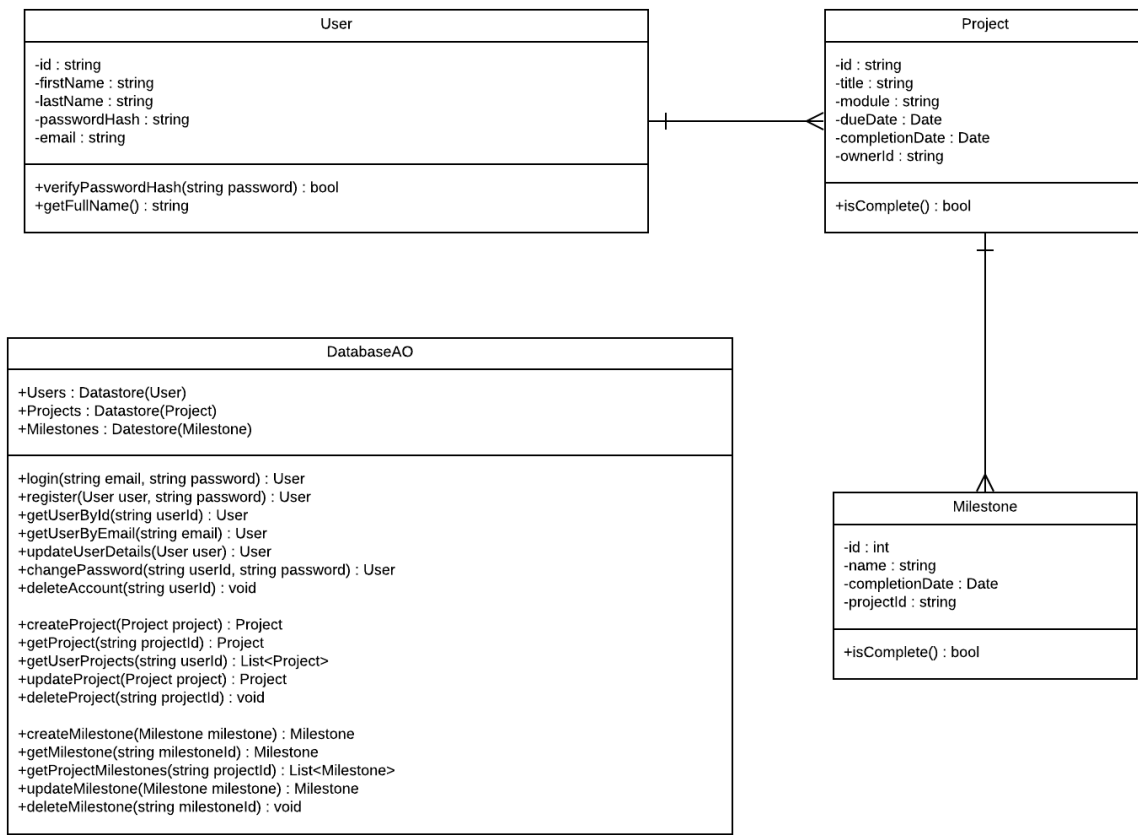 User
-id : string
-firstName : string
-lastName : string
-passwordHash : string
-email : string
+verifyPasswordHash(string password) : bool
+getFullName() : string
Project
-id : string
-title : string
-module : string
-dueDate : Date
-completionDate : Date
-ownerId : string
+isComplete() : bool
DatabaseAO
+Users : Datastore(User)
+Projects : Datastore(Project)
+Milestones : Datestore(Milestone)
+login(string email, string password) : User
+register(User user, string password) : User
+getUserById(string userId) : User
+getUserByEmail(string email) : User
+updateUserDetails(User user) : User
+changePassword(string userId, string password) : User
+deleteAccount(string userId) : void
+createProject(Project project) : Project
+getProject(string projectId) : Project
+getUserProjects(string userId) : List<Project>
+updateProject(Project project) : Project
+deleteProject(string projectId) : void
+createMilestone(Milestone milestone) : Milestone
+getMilestone(string milestoneId) : Milestone
+getProjectMilestones(string projectId) : List<Milestone>
+updateMilestone(Milestone milestone) : Milestone
+deleteMilestone(string milestoneId) : void
Milestone
-id : int
-name : string
-completionDate : Date
-projectId : string
+isComplete() : bool